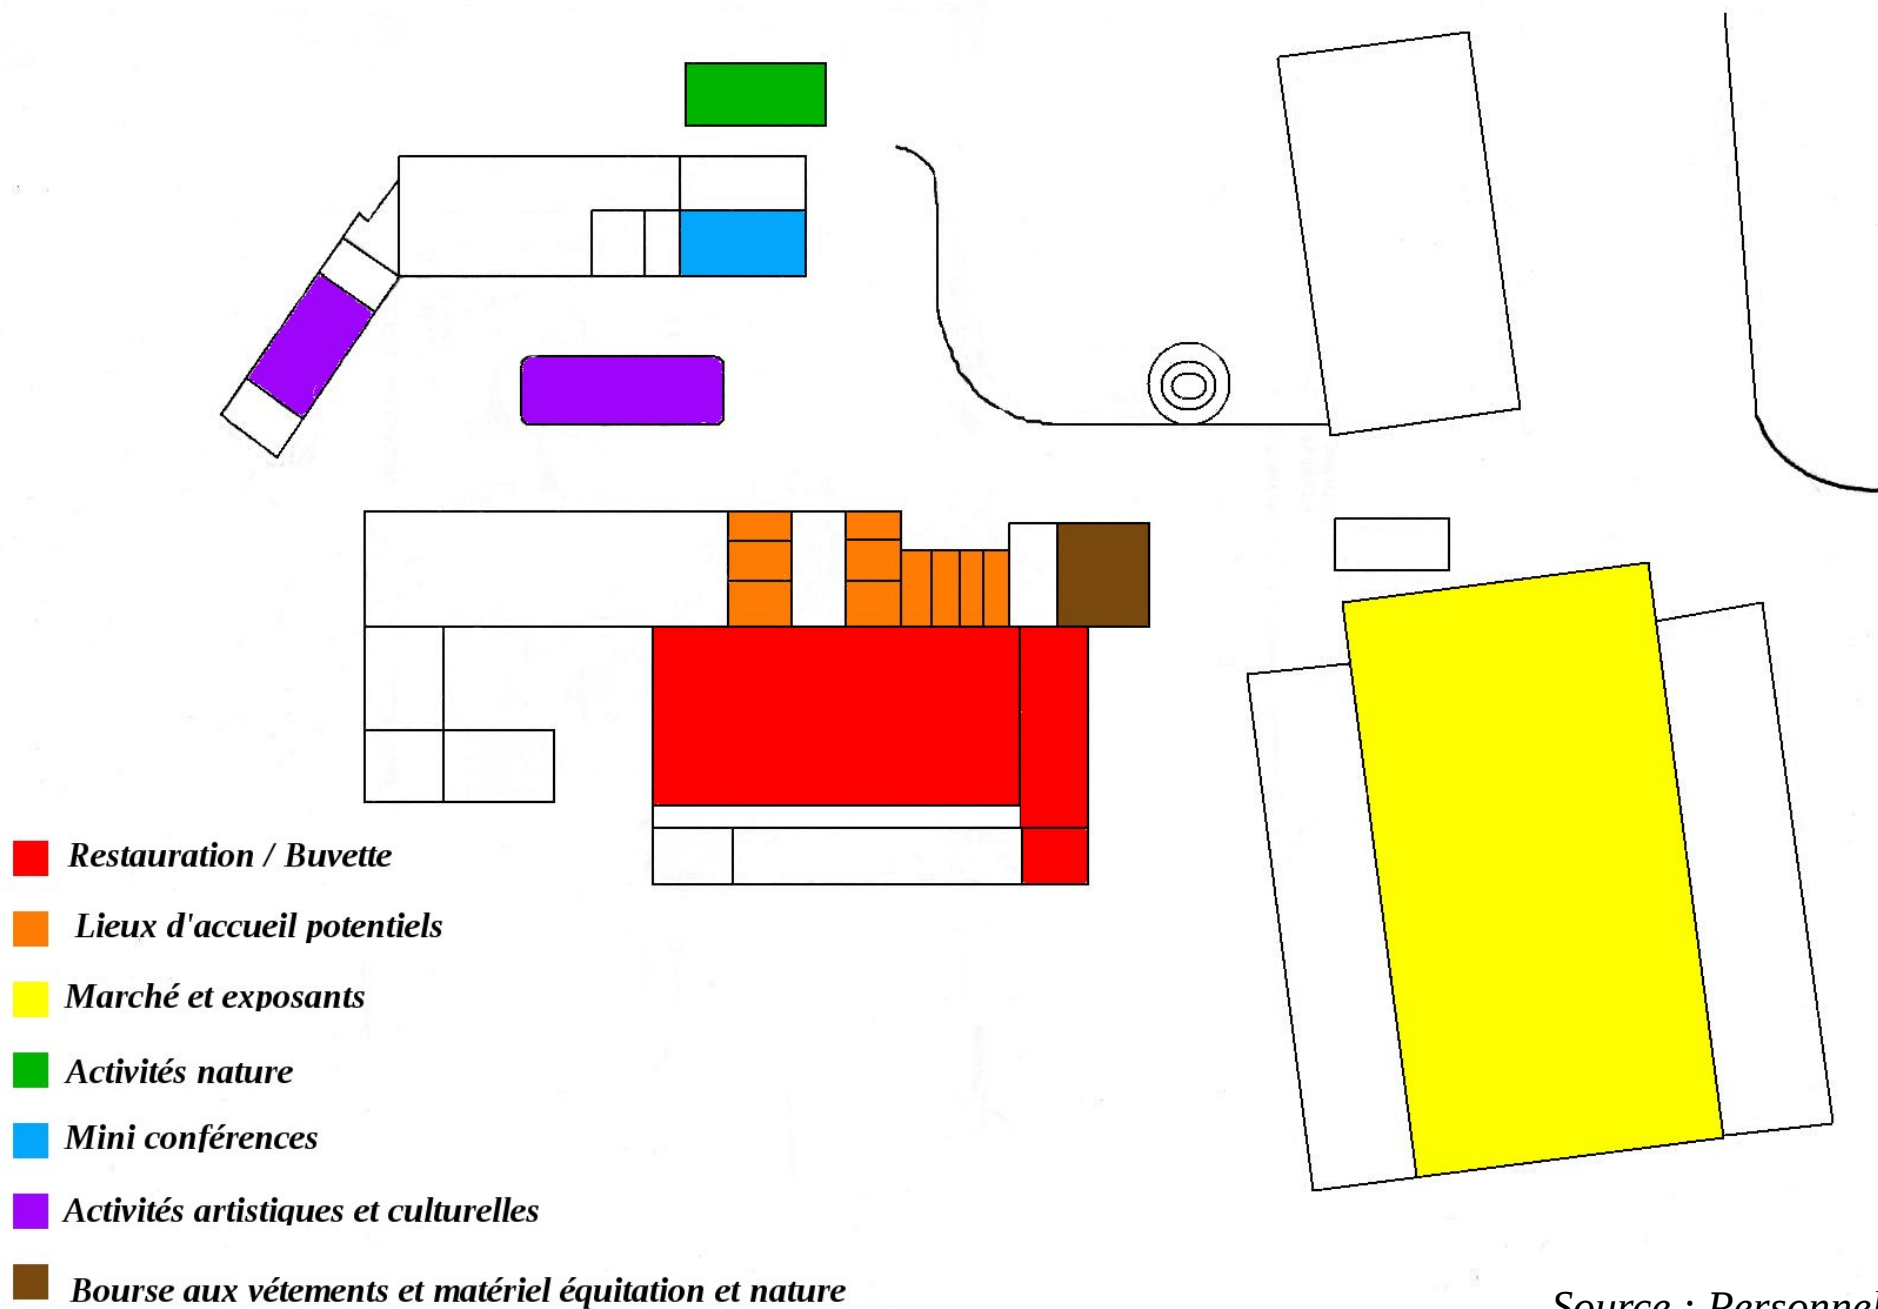 Restauration / Buvette
Lieux d'accueil potentiels
Marché et exposants
Activités nature
Mini conférences
Activités artistiques et culturelles
Bourse aux vétements et matériel équitation et nature
Source : Personnel